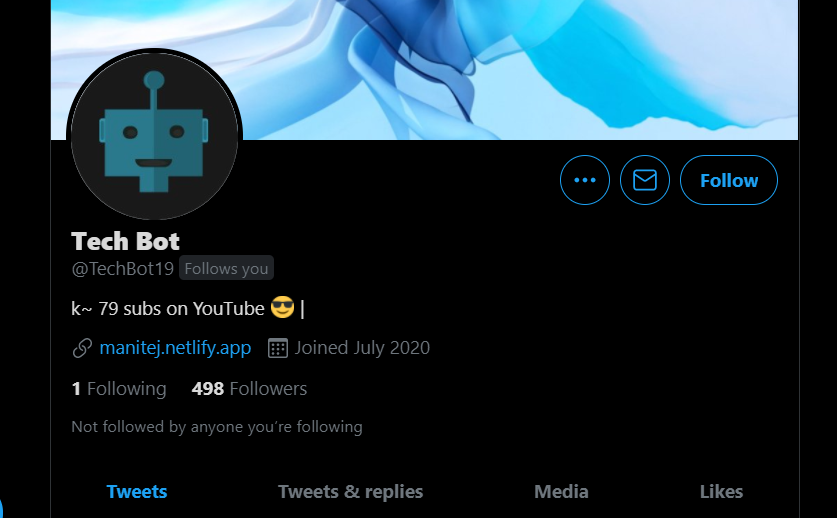 Follow
Tech Bot
@TechBot19 Follows you
k~ 79 subs on YouTube 😎 |
manitej.netlify.app Joined July 2020
1 Following 498 Followers
Not followed by anyone you’re following
Tweets Tweets & replies Media Likes